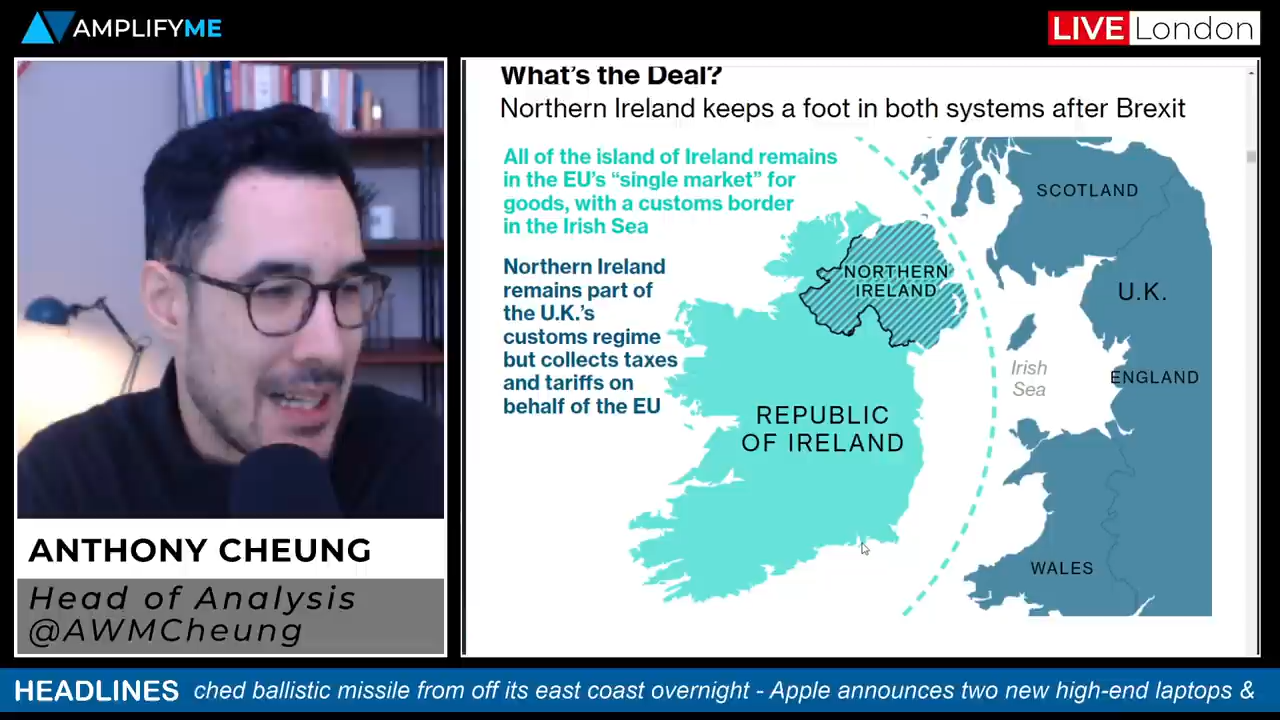 AMPLIFYME
LIVE London
What's the Deal?
Northern Ireland keeps a foot in both systems after Brexit
All of the island of Ireland remains
in the EU's “single market” for
goods, with a customs border
in the Irish Sea
Northern Ireland
remains part of
the U.K.'s
customs regime
but collects taxes
and tariffs on
behalf of the EU
SCOTLAND
NORTHERN
IRELAND
U.K.
Irish
Sea
ENGLAND
REPUBLIC
OF IRELAND
WALES
ANTHONY CHEUNG
Head of Analysis
@AWMCheung
HEADLINES ched ballistic missile from off its east coast overnight - Apple announces two new high-end laptops &